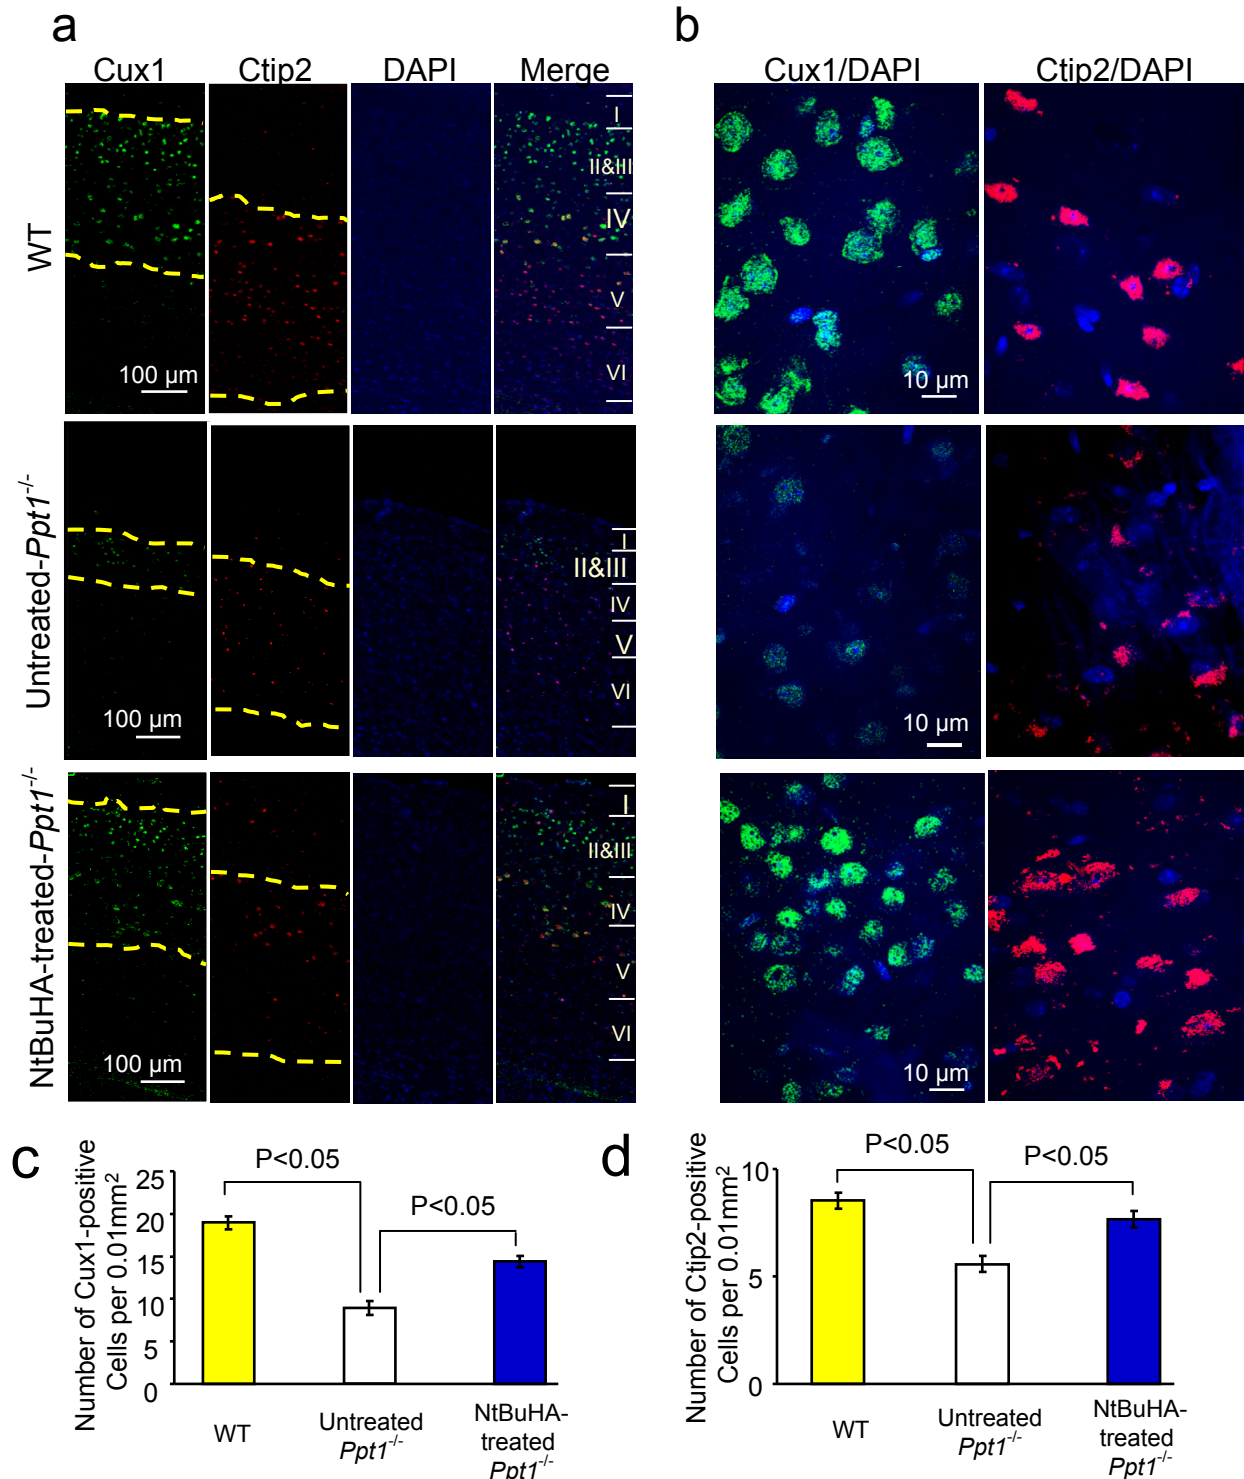 a
b
Cux1 Ctip2 DAPI Merge
Cux1/DAPI Ctip2/DAPI
WT
I
II&III
IV
V
VI
100 µm
10 µm
Untreated-Ppt1-/-
I
II&III
IV
V
VI
100 µm
10 µm
NtBuHA-treated-Ppt1-/-
I
II&III
IV
V
VI
100 µm
10 µm
c
Number of Cux1-positive
Cells per 0.01mm2
25
20
15
10
5
0
P<0.05
P<0.05
WT
Untreated
Ppt1-/-
NtBuHA-
treated
Ppt1-/-
d
Number of Ctip2-positive
Cells per 0.01mm2
10
5
0
P<0.05
P<0.05
WT
Untreated
Ppt1-/-
NtBuHA-
treated
Ppt1-/-